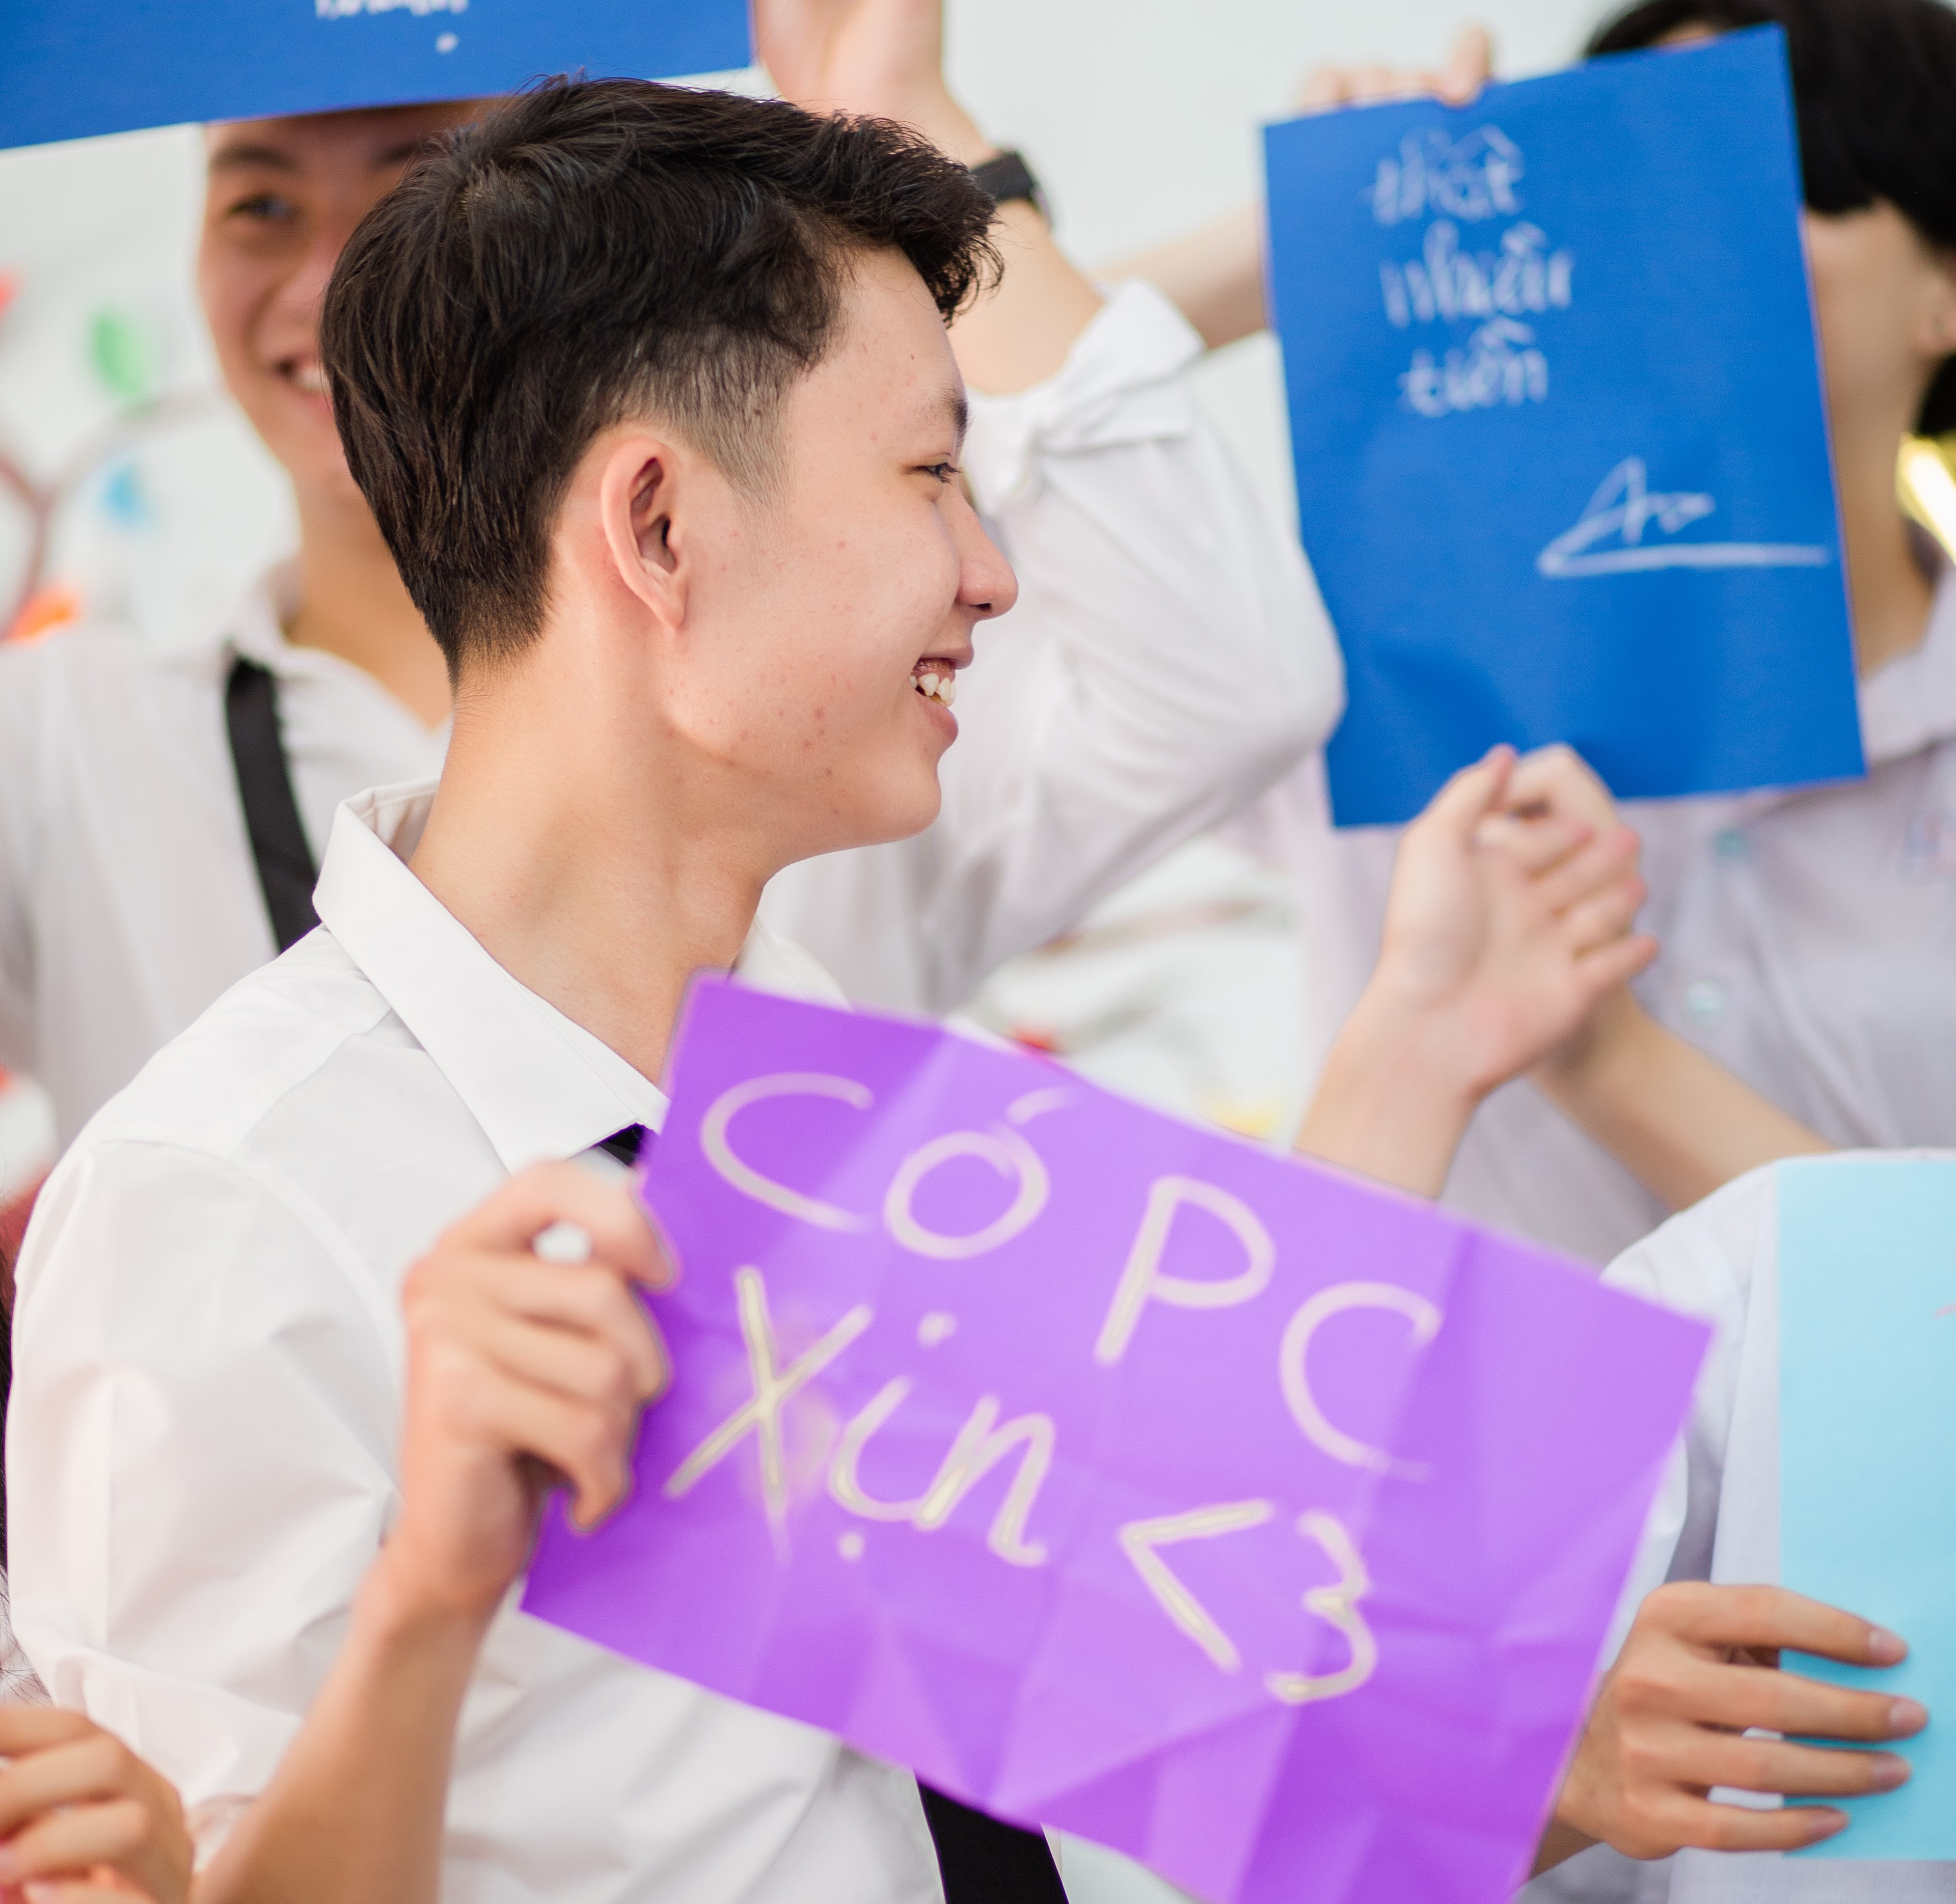 thật
nhiều
tiền
CÓ PC
Xịn <3